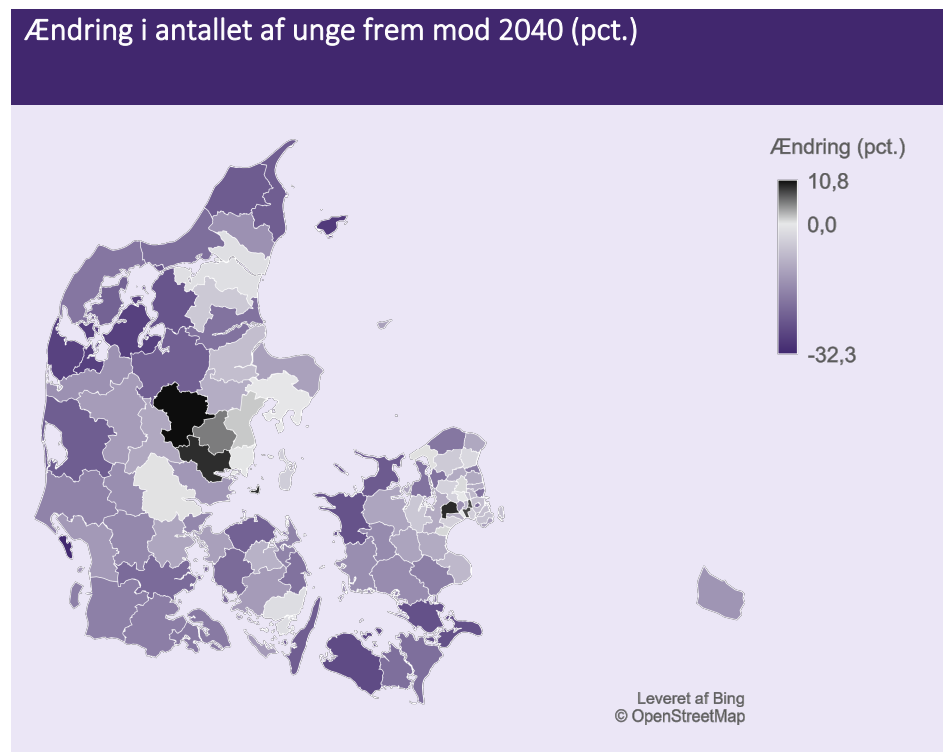 Ændring i antallet af unge frem mod 2040 (pct.)
Ændring (pct.)
10,8
0,0
-32,3
Leveret af Bing
© OpenStreetMap